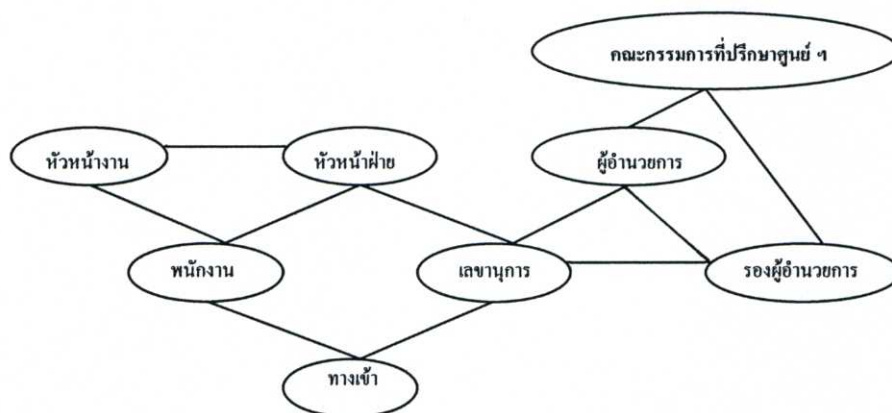 คณะกรรมการที่ปรึกษาศูนย์ ฯ
หัวหน้างาน
หัวหน้าฝ่าย
ผู้อำนวยการ
พนักงาน
เลขานุการ
รองผู้อำนวยการ
ทางเข้า